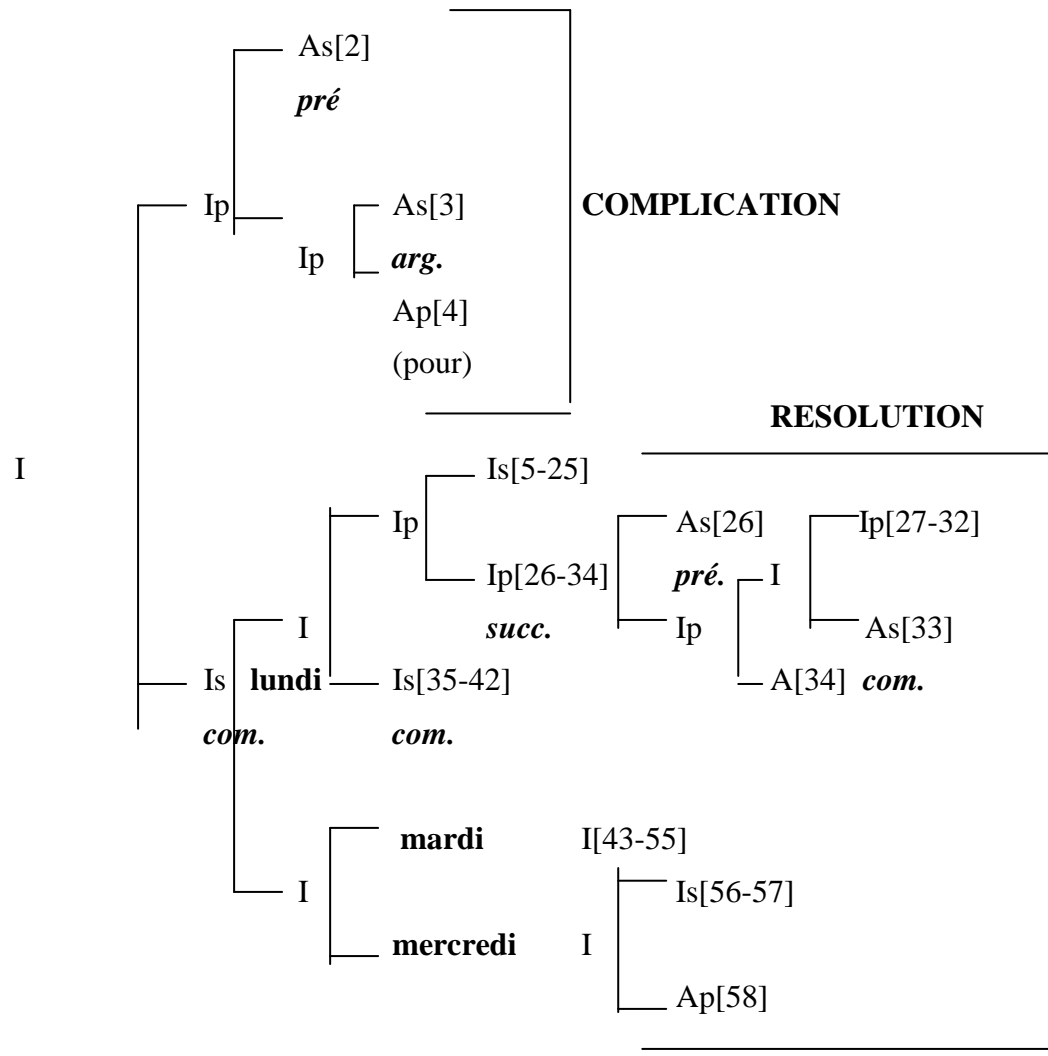 As[2]
pré
Ip As[3] COMPLICATION
Ip arg.
Ap[4]
(pour)
RESOLUTION
I Is[5-25]
Ip As[26] Ip[27-32]
Ip[26-34] pré. I
I succ. Ip As[33]
Is lundi Is[35-42] A[34] com.
com. com.
mardi I[43-55]
I Is[56-57]
mercredi I
Ap[58]